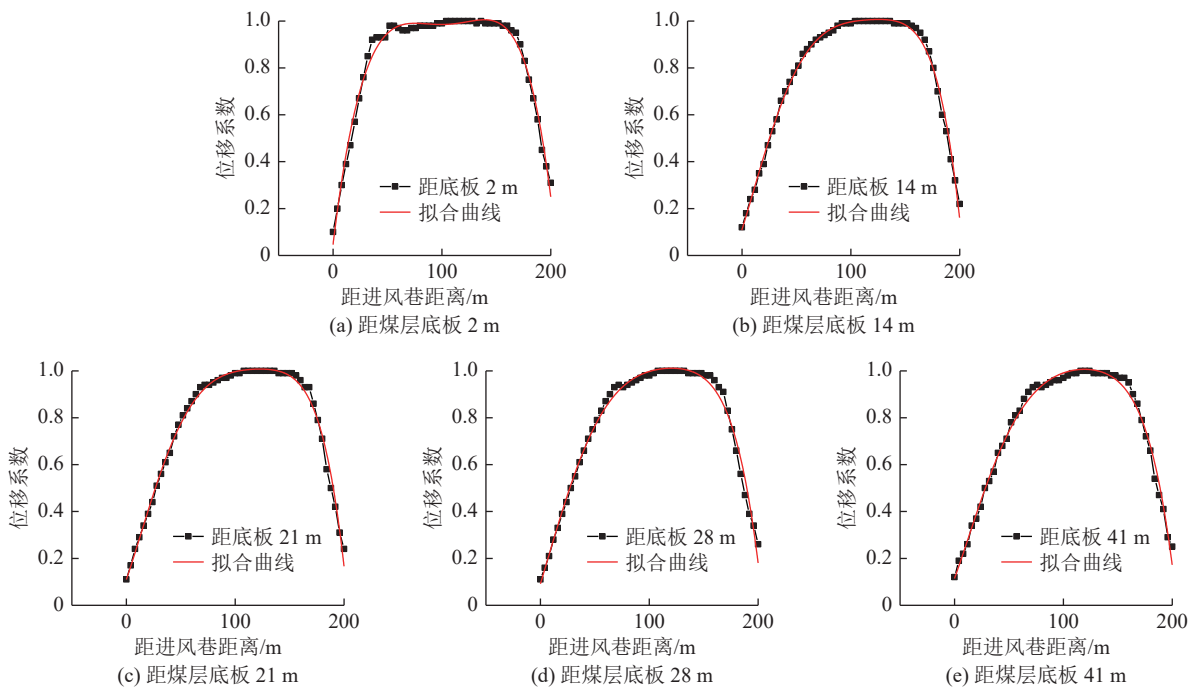 1.0
0.8
0.6
0.4
0.2
0
位移系数
距底板 2 m
拟合曲线
0
100
200
距进风巷距离/m
(a) 距煤层底板 2 m
1.0
0.8
0.6
0.4
0.2
0
位移系数
距底板 14 m
拟合曲线
0
100
200
距进风巷距离/m
(b) 距煤层底板 14 m
1.0
0.8
0.6
0.4
0.2
0
位移系数
距底板 21 m
拟合曲线
0
100
200
距进风巷距离/m
(c) 距煤层底板 21 m
1.0
0.8
0.6
0.4
0.2
0
位移系数
距底板 28 m
拟合曲线
0
100
200
距进风巷距离/m
(d) 距煤层底板 28 m
1.0
0.8
0.6
0.4
0.2
0
位移系数
距底板 41 m
拟合曲线
0
100
200
距进风巷距离/m
(e) 距煤层底板 41 m